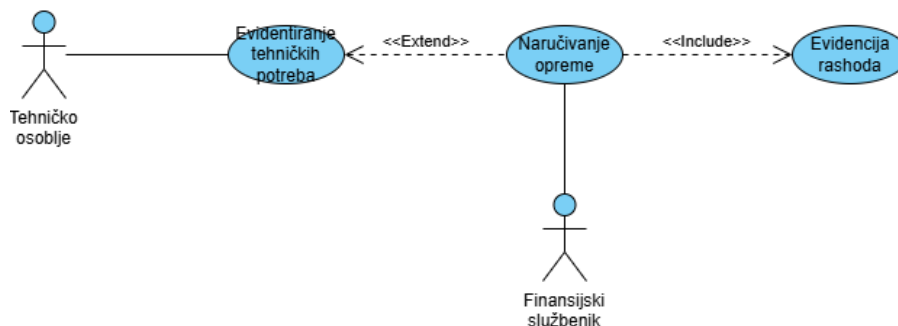 Evidentiranje
tehničkih
potreba
<<Extend>>
Naručivanje
opreme
<<Include>>
Evidencija
rashoda
Tehničko
osoblje
Finansijski
službenik